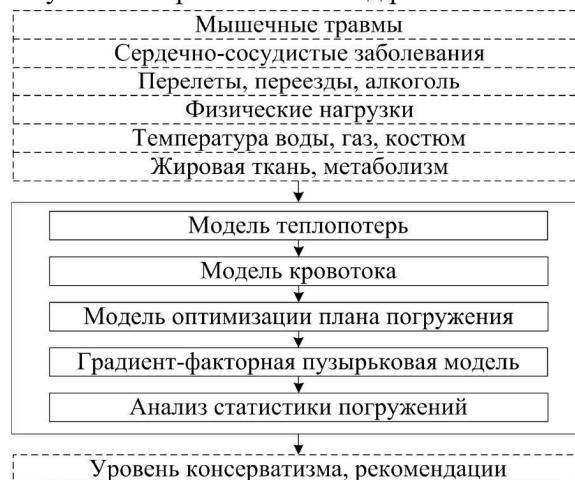 Мышечные травмы
Сердечно-сосудистые заболевания
Перелеты, переезды, алкоголь
Физические нагрузки
Температура воды, газ, костюм
Жировая ткань, метаболизм
Модель теплопотерь
Модель кровотока
Модель оптимизации плана погружения
Градиент-факторная пузырьковая модель
Анализ статистики погружений
Уровень консерватизма, рекомендации